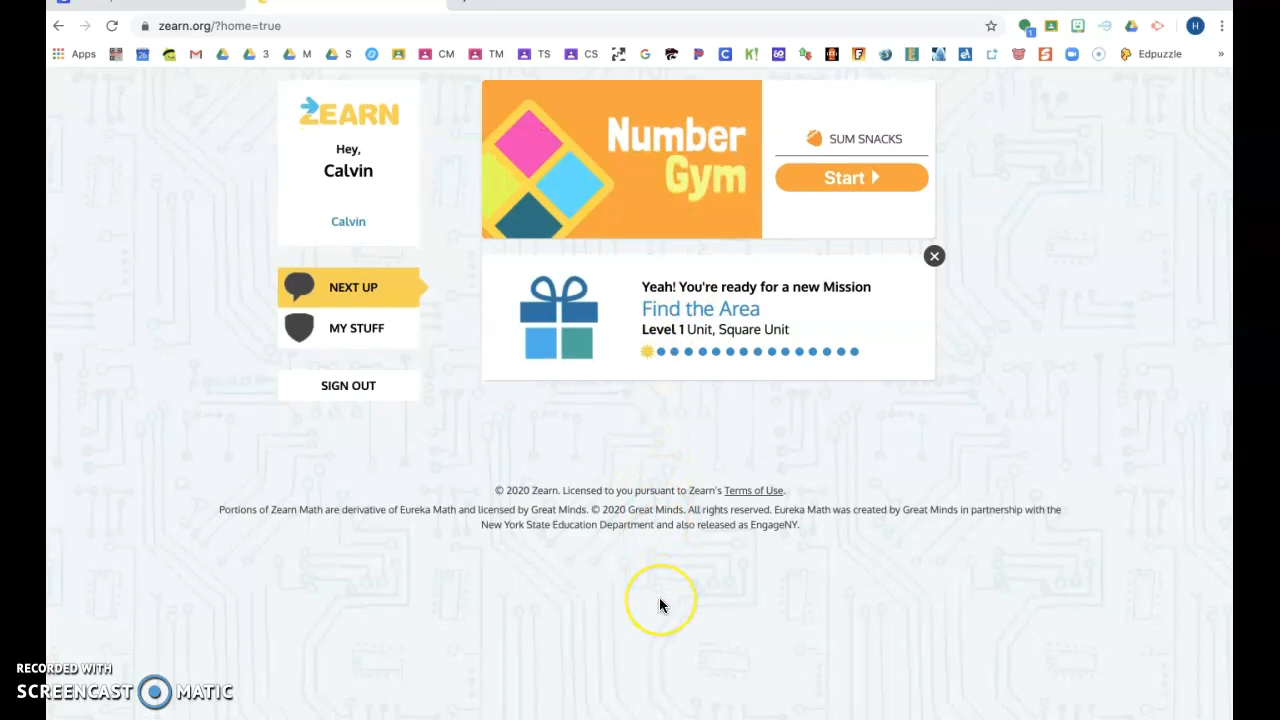 zearn.org/?home=true
H
Apps 26 3 M S CM TM TS CS G P C K! Edpuzzle »
1
ZEARN
Hey,
Calvin
Calvin
NEXT UP
MY STUFF
SIGN OUT
Number
Gym
SUM SNACKS
Start
Yeah! You're ready for a new Mission
Find the Area
Level 1 Unit, Square Unit
© 2020 Zearn. Licensed to you pursuant to Zearn's Terms of Use.
Portions of Zearn Math are derivative of Eureka Math and licensed by Great Minds. © 2020 Great Minds. All rights reserved. Eureka Math was created by Great Minds in partnership with the
New York State Education Department and also released as EngageNY.
RECORDED WITH
SCREENCAST MATIC